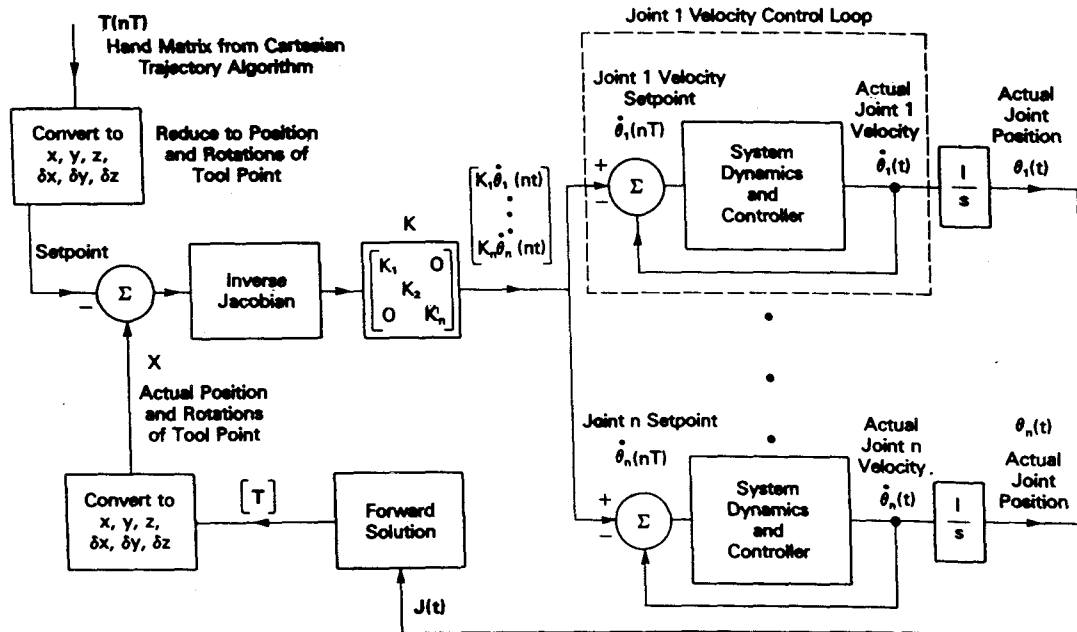 T(nT)
Hand Matrix from Cartesian
Trajectory Algorithm
Convert to
x, y, z,
δx, δy, δz
Reduce to Position
and Rotations of
Tool Point
Setpoint
−
Σ
Inverse
Jacobian
K
K₁ 0
K₂
0 Kₙ
K₁θ̇₁ (nt)
Kₙθ̇ₙ (nt)
Joint 1 Velocity Control Loop
Joint 1 Velocity
Setpoint
θ̇₁(nT)
+
−
Σ
System
Dynamics
and
Controller
Actual
Joint 1
Velocity
θ̇₁(t)
I
s
Actual
Joint
Position
θ₁(t)
X
Actual Position
and Rotations
of Tool Point
Convert to
x, y, z,
δx, δy, δz
[T]
Forward
Solution
J(t)
Joint n Setpoint
θ̇ₙ(nT)
+
−
Σ
System
Dynamics
and
Controller
Actual
Joint n
Velocity
θ̇ₙ(t)
I
s
θₙ(t)
Actual
Joint
Position